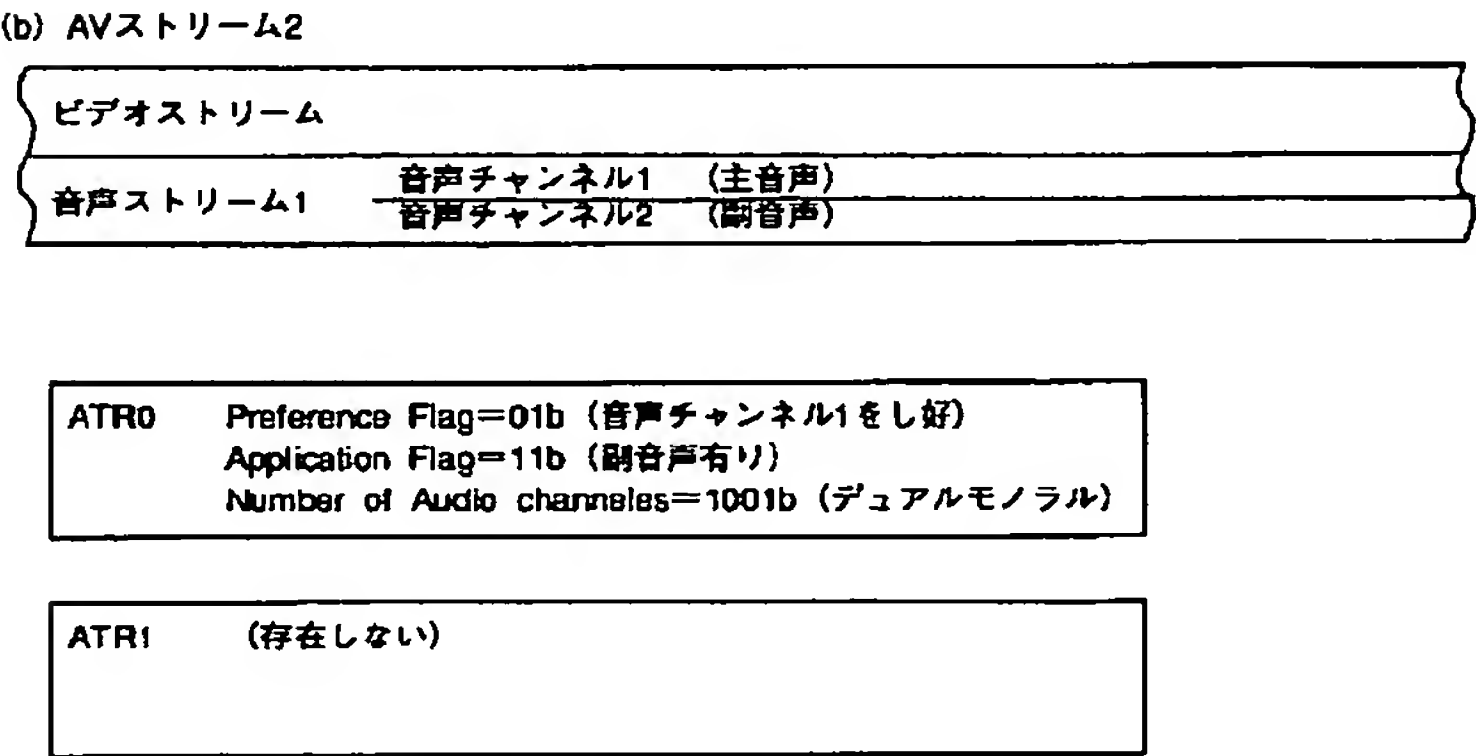 (b) AVストリーム2
ビデオストリーム
音声ストリーム1
音声チャンネル1 (主音声)
音声チャンネル2 (副音声)
ATR0 Preference Flag=01b (音声チャンネル1をし好)
Application Flag=11b (副音声有り)
Number of Audio channeles=1001b (デュアルモノラル)
ATR1 (存在しない)